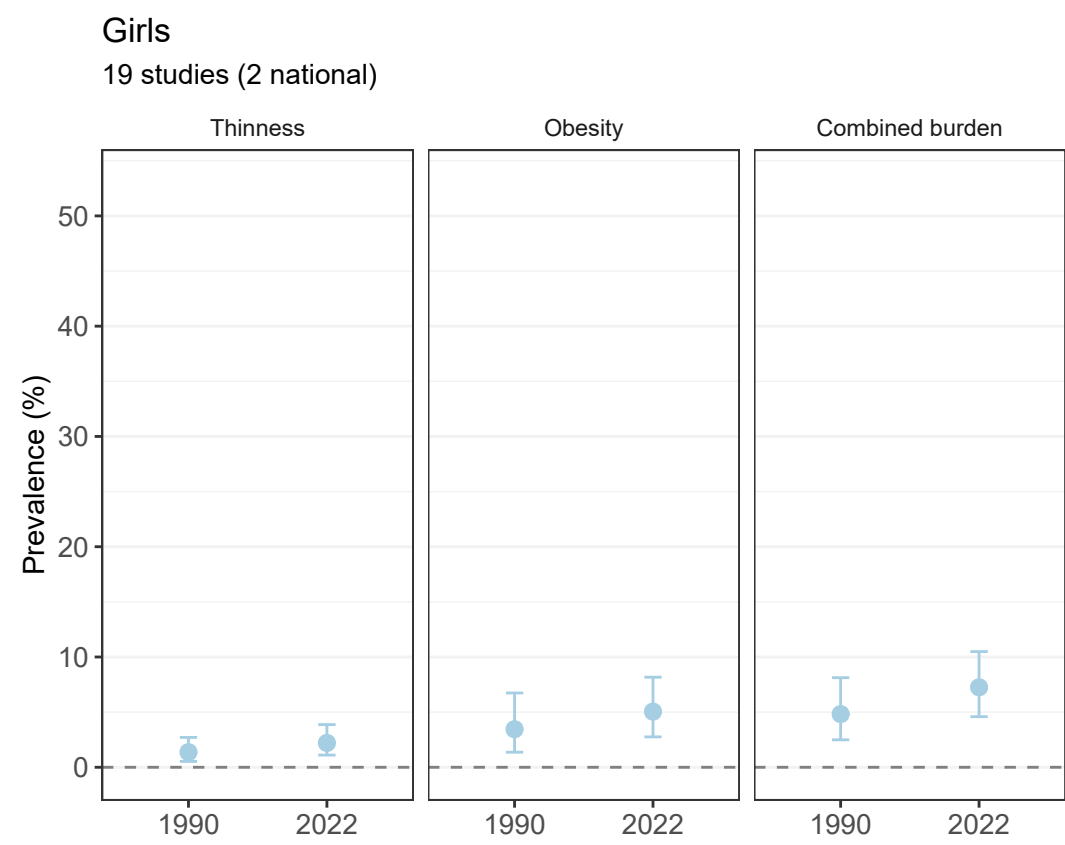 Girls
19 studies (2 national)
Thinness Obesity Combined burden
Prevalence (%)
50
40
30
20
10
0
1990 2022 1990 2022 1990 2022